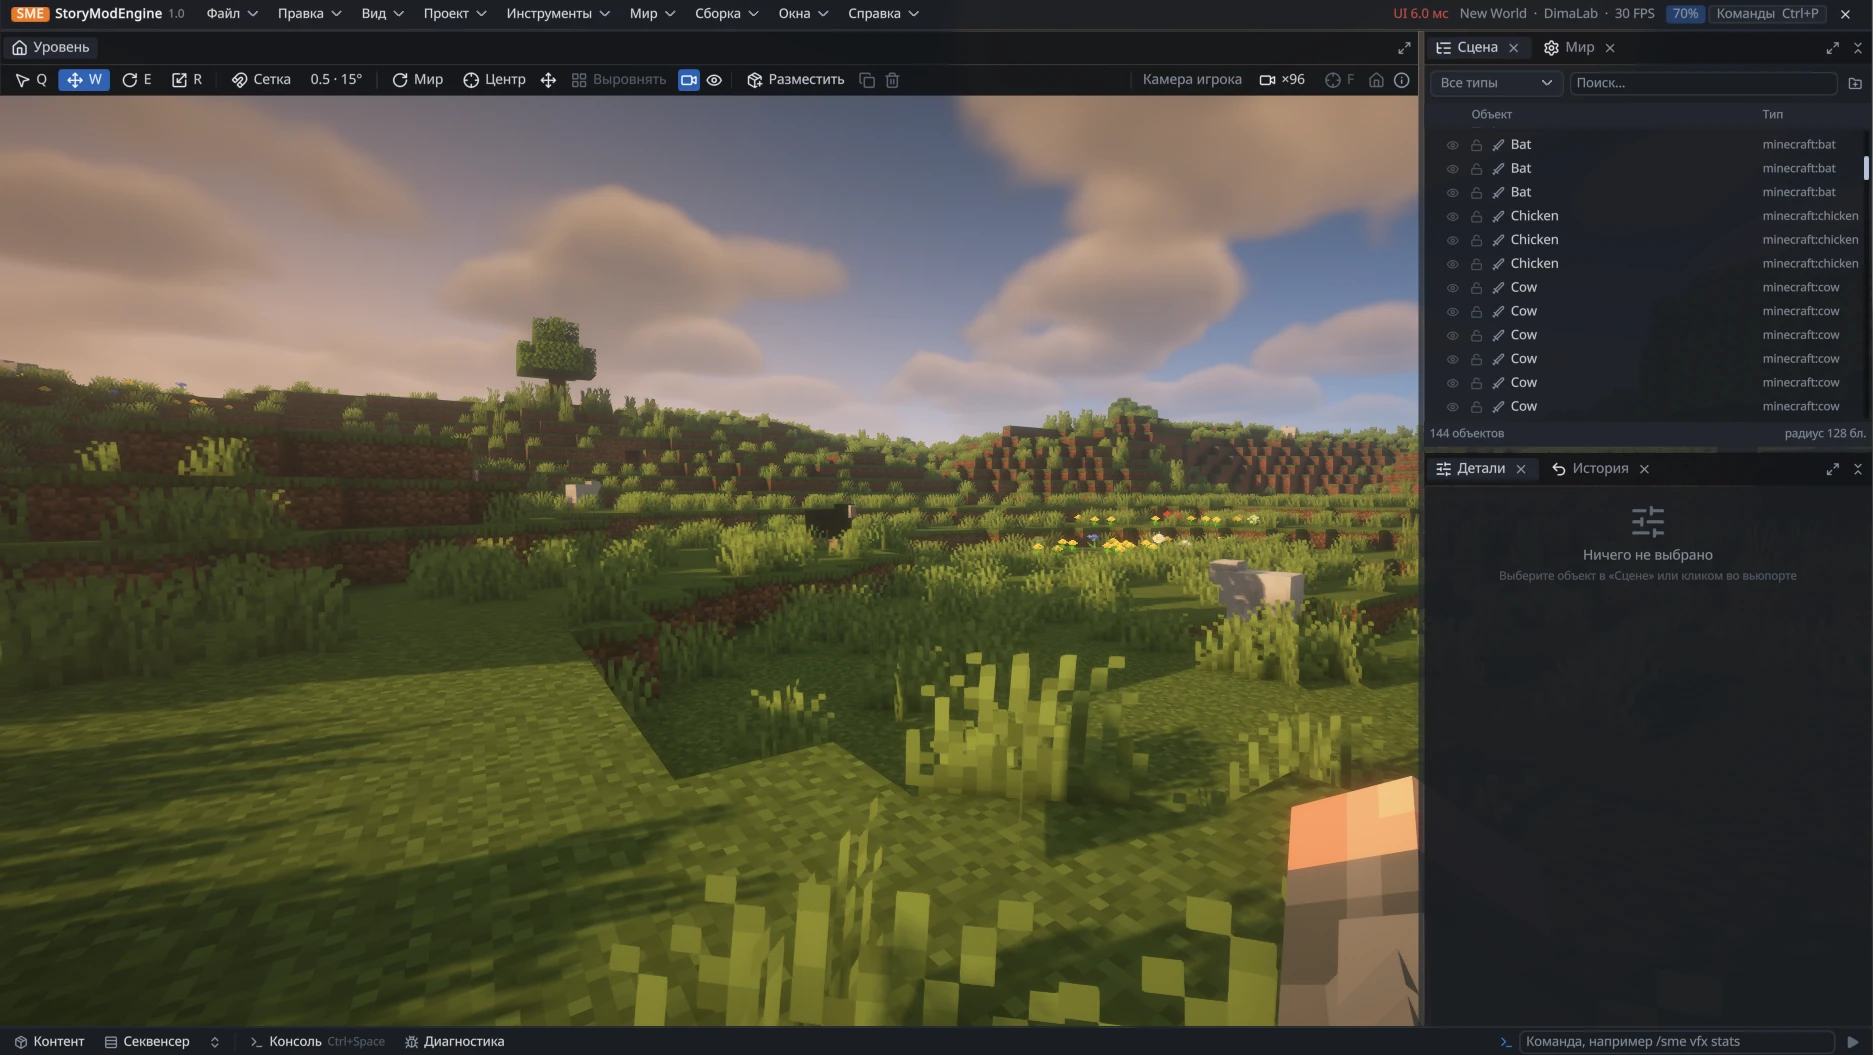 SME StoryModEngine 1.0 Файл Правка Вид Проект Инструменты Мир Сборка Окна Справка UI 6.0 мс New World · DimaLab · 30 FPS 70% Команды Ctrl+P
Уровень
Q W E R Сетка 0.5 · 15° Мир Центр Выровнять Разместить Камера игрока ×96 F
Сцена Мир
Все типы Поиск...
Объект Тип
Bat minecraft:bat
Bat minecraft:bat
Bat minecraft:bat
Chicken minecraft:chicken
Chicken minecraft:chicken
Chicken minecraft:chicken
Cow minecraft:cow
Cow minecraft:cow
Cow minecraft:cow
Cow minecraft:cow
Cow minecraft:cow
Cow minecraft:cow
144 объектов радиус 128 бл.
Детали История
Ничего не выбрано
Выберите объект в «Сцене» или кликом во вьюпорте
Контент Секвенсер Консоль Ctrl+Space Диагностика Команда, например /sme vfx stats